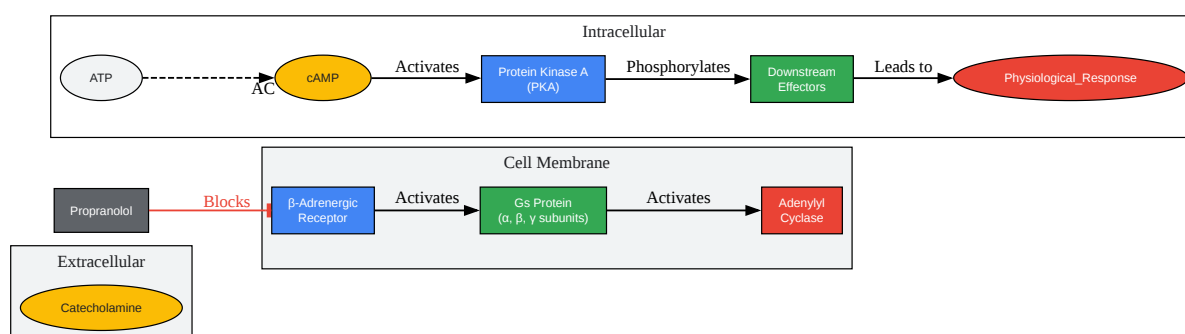 Intracellular
ATP
AC
cAMP
Activates
Protein Kinase A
(PKA)
Phosphorylates
Downstream
Effectors
Leads to
Physiological_Response
Cell Membrane
Propranolol
Blocks
β-Adrenergic
Receptor
Activates
Gs Protein
(α, β, γ subunits)
Activates
Adenylyl
Cyclase
Extracellular
Catecholamine